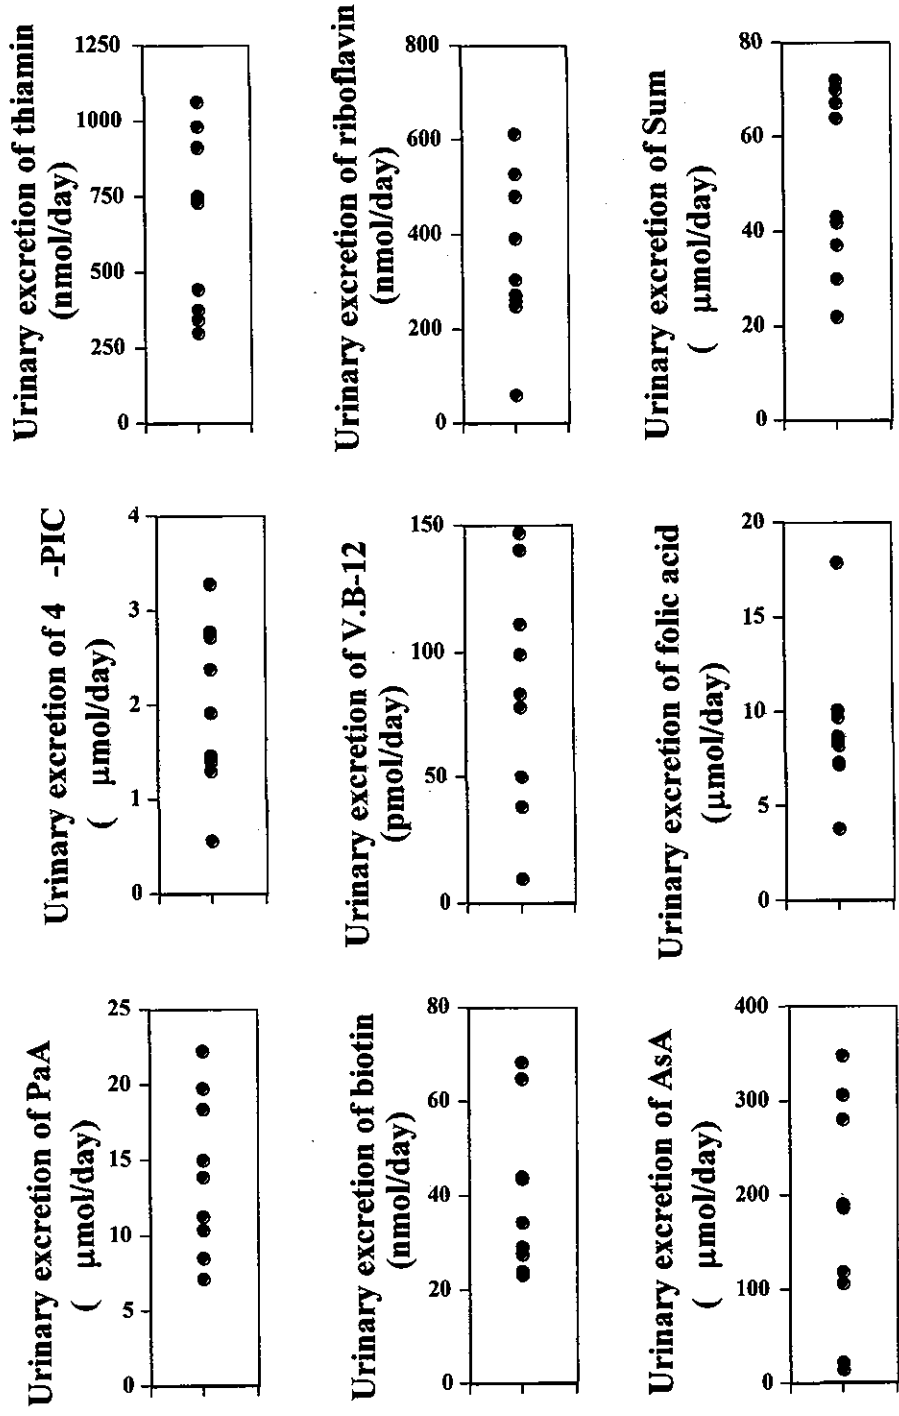 Urinary excretion of thiamin
(nmol/day)
1250
1000
750
500
250
0
Urinary excretion of riboflavin
(nmol/day)
800
600
400
200
0
Urinary excretion of Sum
( μmol/day)
80
60
40
20
0
Urinary excretion of 4 -PIC
( μmol/day)
4
3
2
1
0
Urinary excretion of V.B-12
(pmol/day)
150
100
50
0
Urinary excretion of folic acid
(μmol/day)
20
15
10
5
0
Urinary excretion of PaA
( μmol/day)
25
20
15
10
5
0
Urinary excretion of biotin
(nmol/day)
80
60
40
20
0
Urinary excretion of AsA
( μmol/day)
400
300
200
100
0